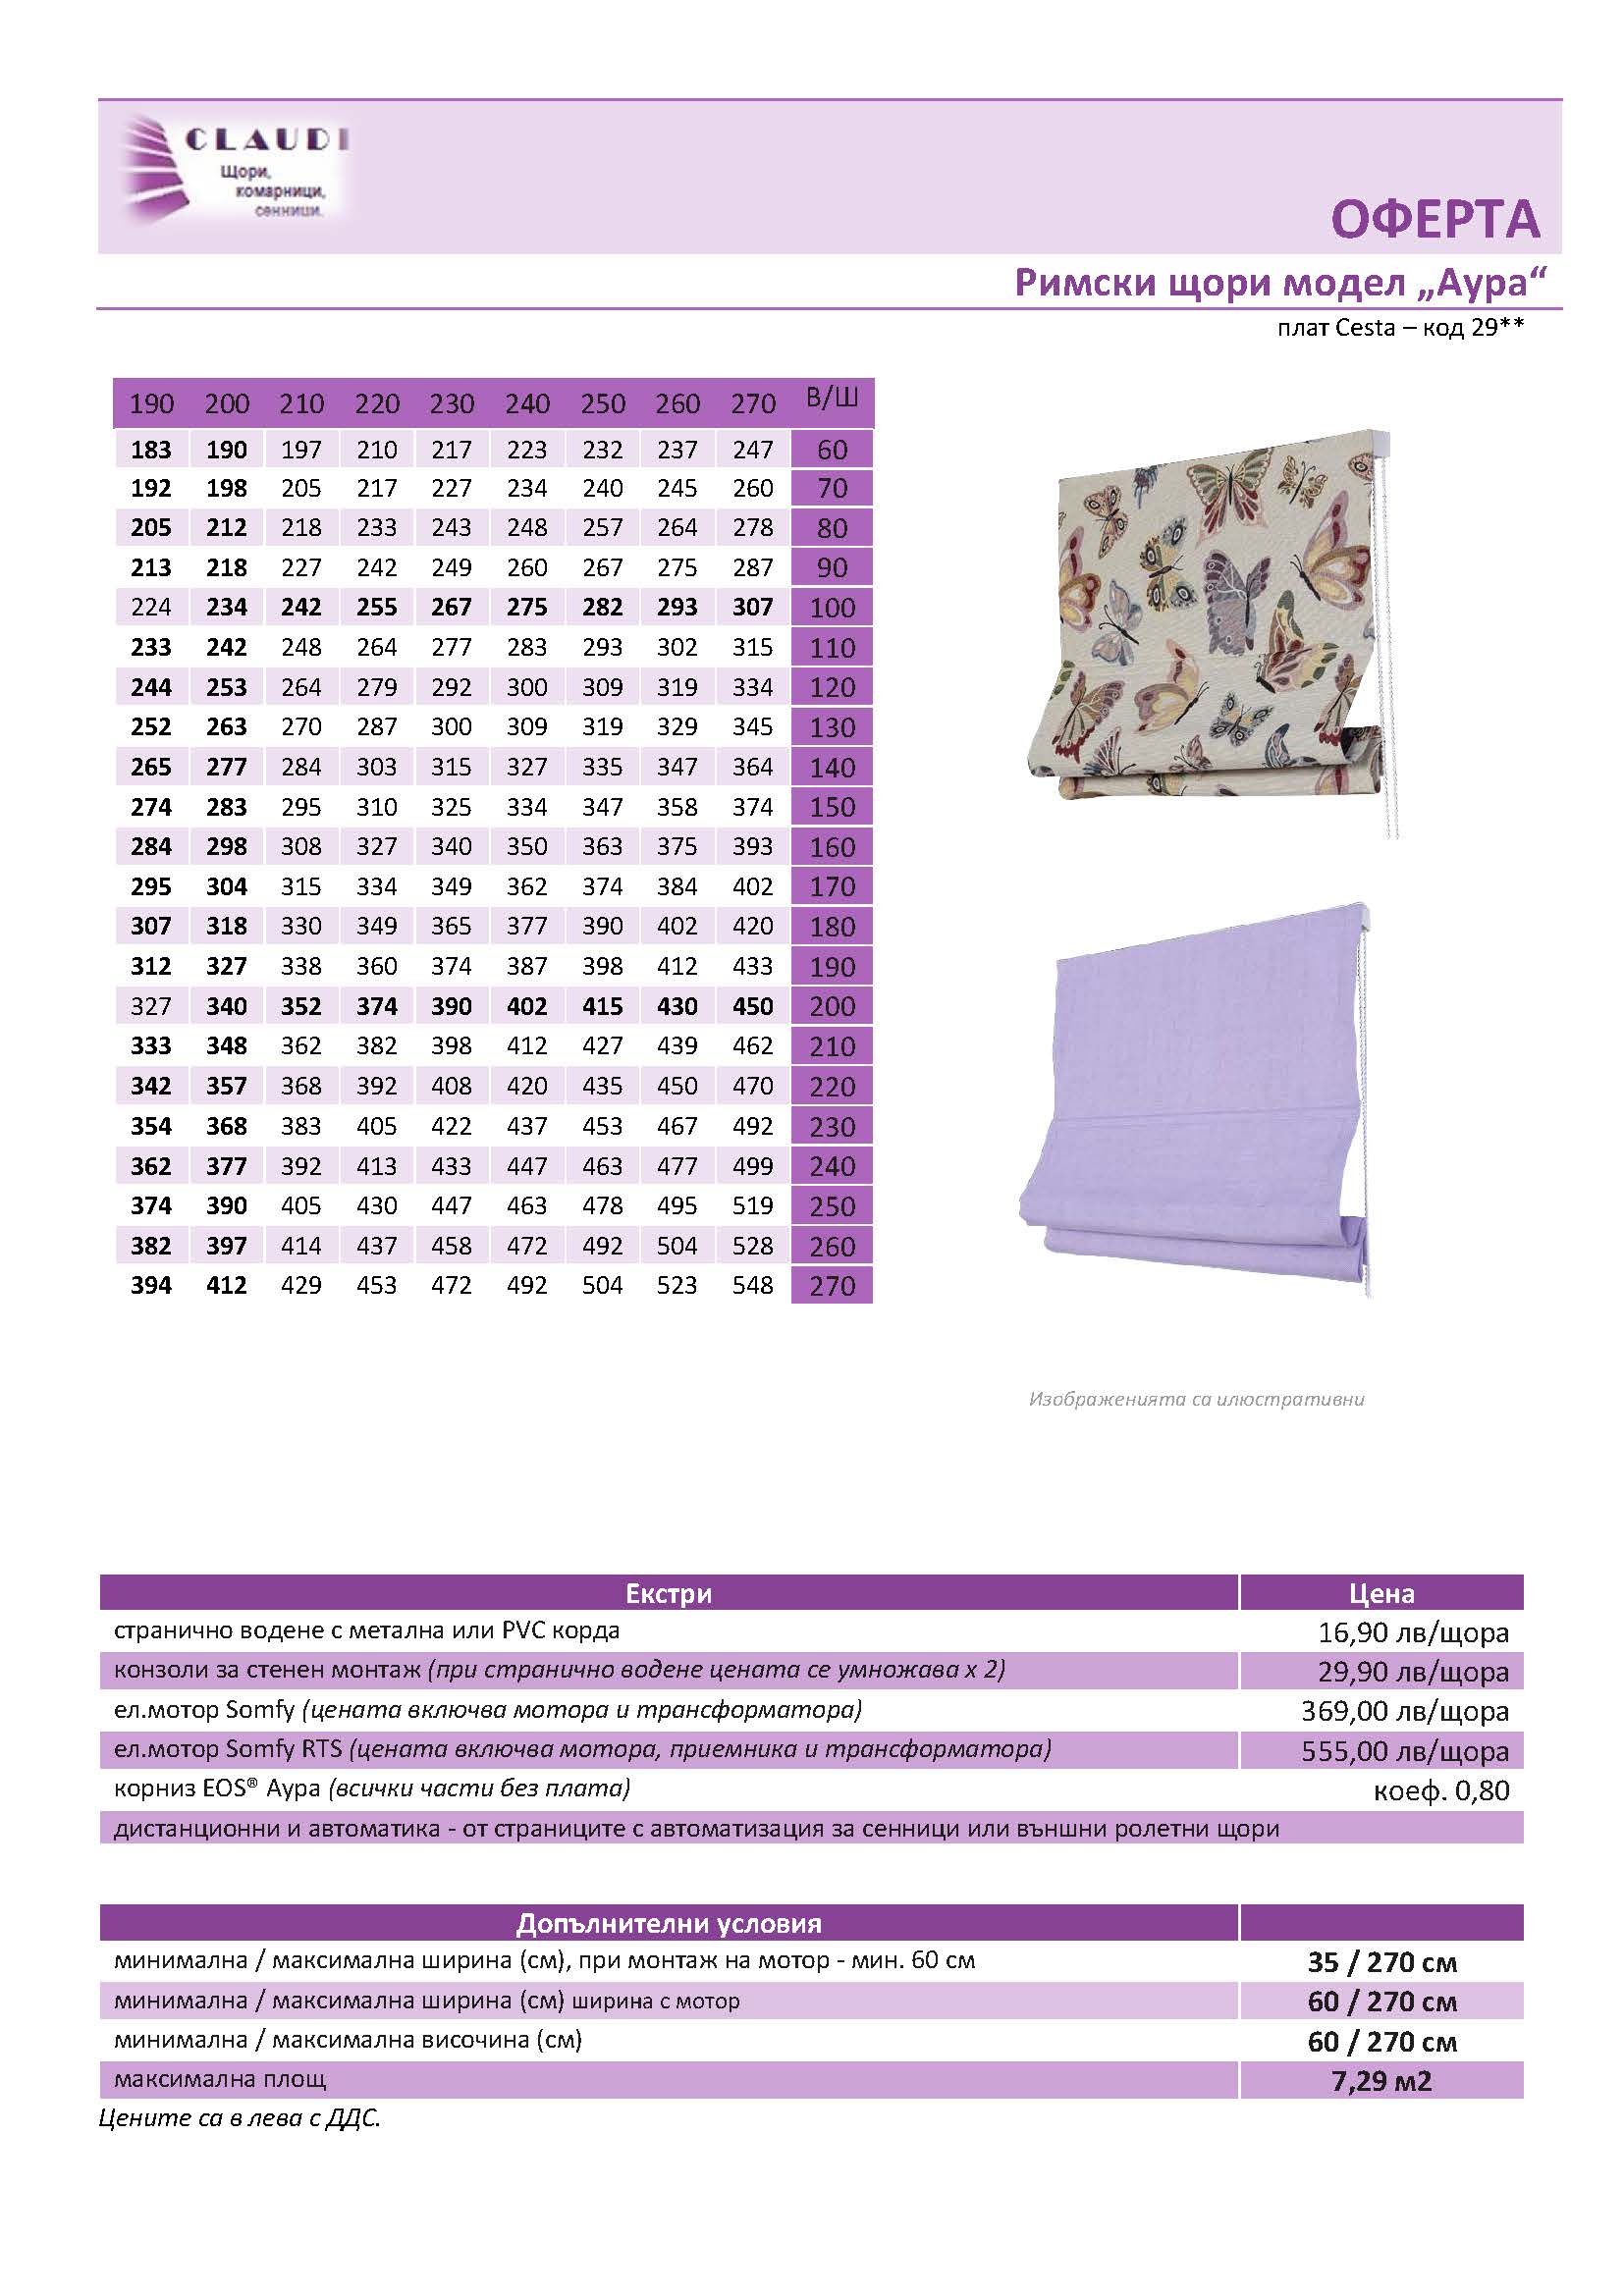 CLAUDI
Щори,
комарници,
сенници.
ОФЕРТА
Римски щори модел „Аура“
плат Cesta – код 29**
190 200 210 220 230 240 250 260 270 В/Ш
183 190 197 210 217 223 232 237 247 60
192 198 205 217 227 234 240 245 260 70
205 212 218 233 243 248 257 264 278 80
213 218 227 242 249 260 267 275 287 90
224 234 242 255 267 275 282 293 307 100
233 242 248 264 277 283 293 302 315 110
244 253 264 279 292 300 309 319 334 120
252 263 270 287 300 309 319 329 345 130
265 277 284 303 315 327 335 347 364 140
274 283 295 310 325 334 347 358 374 150
284 298 308 327 340 350 363 375 393 160
295 304 315 334 349 362 374 384 402 170
307 318 330 349 365 377 390 402 420 180
312 327 338 360 374 387 398 412 433 190
327 340 352 374 390 402 415 430 450 200
333 348 362 382 398 412 427 439 462 210
342 357 368 392 408 420 435 450 470 220
354 368 383 405 422 437 453 467 492 230
362 377 392 413 433 447 463 477 499 240
374 390 405 430 447 463 478 495 519 250
382 397 414 437 458 472 492 504 528 260
394 412 429 453 472 492 504 523 548 270
Изображенията са илюстративни
Екстри Цена
странично водене с метална или PVC корда 16,90 лв/щора
конзоли за стенен монтаж (при странично водене цената се умножава x 2) 29,90 лв/щора
ел.мотор Somfy (цената включва мотора и трансформатора) 369,00 лв/щора
ел.мотор Somfy RTS (цената включва мотора, приемника и трансформатора) 555,00 лв/щора
корниз EOS® Аура (всички части без плата) коеф. 0,80
дистанционни и автоматика - от страниците с автоматизация за сенници или външни ролетни щори
Допълнителни условия
минимална / максимална ширина (см), при монтаж на мотор - мин. 60 см 35 / 270 см
минимална / максимална ширина (см) ширина с мотор 60 / 270 см
минимална / максимална височина (см) 60 / 270 см
максимална площ 7,29 м2
Цените са в лева с ДДС.